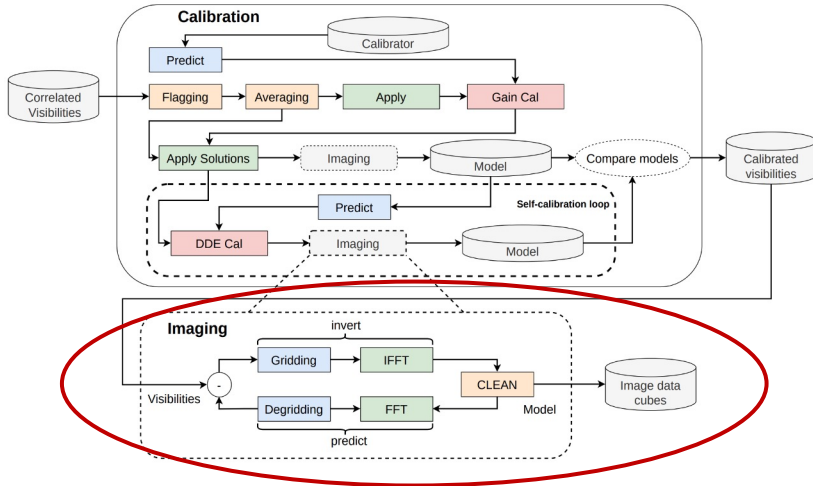 Calibration
Calibrator
Predict
Correlated
Visibilities
Flagging
Averaging
Apply
Gain Cal
Apply Solutions
Imaging
Model
Compare models
Calibrated
visibilities
Predict
Self-calibration loop
DDE Cal
Imaging
Model
Imaging
invert
Gridding
IFFT
Visibilities
-
CLEAN
Image data
cubes
Degridding
FFT
Model
predict